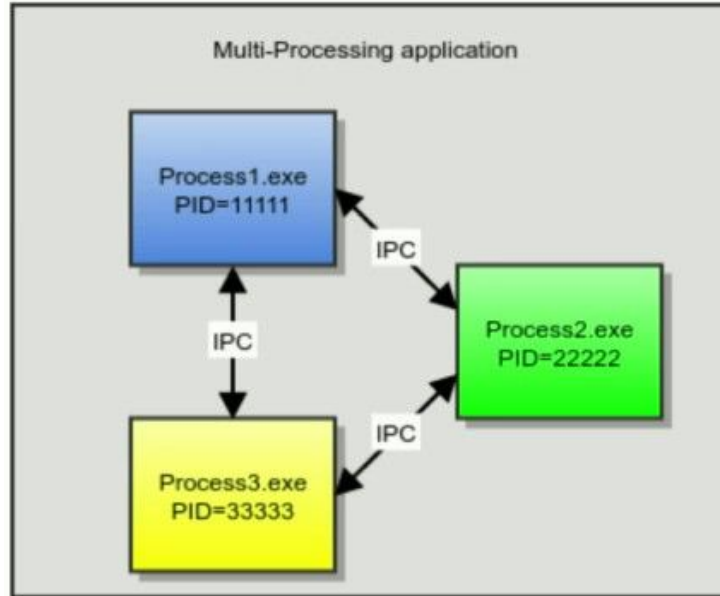 Multi-Processing application
Process1.exe
PID=11111
IPC
Process2.exe
PID=22222
IPC
IPC
Process3.exe
PID=33333